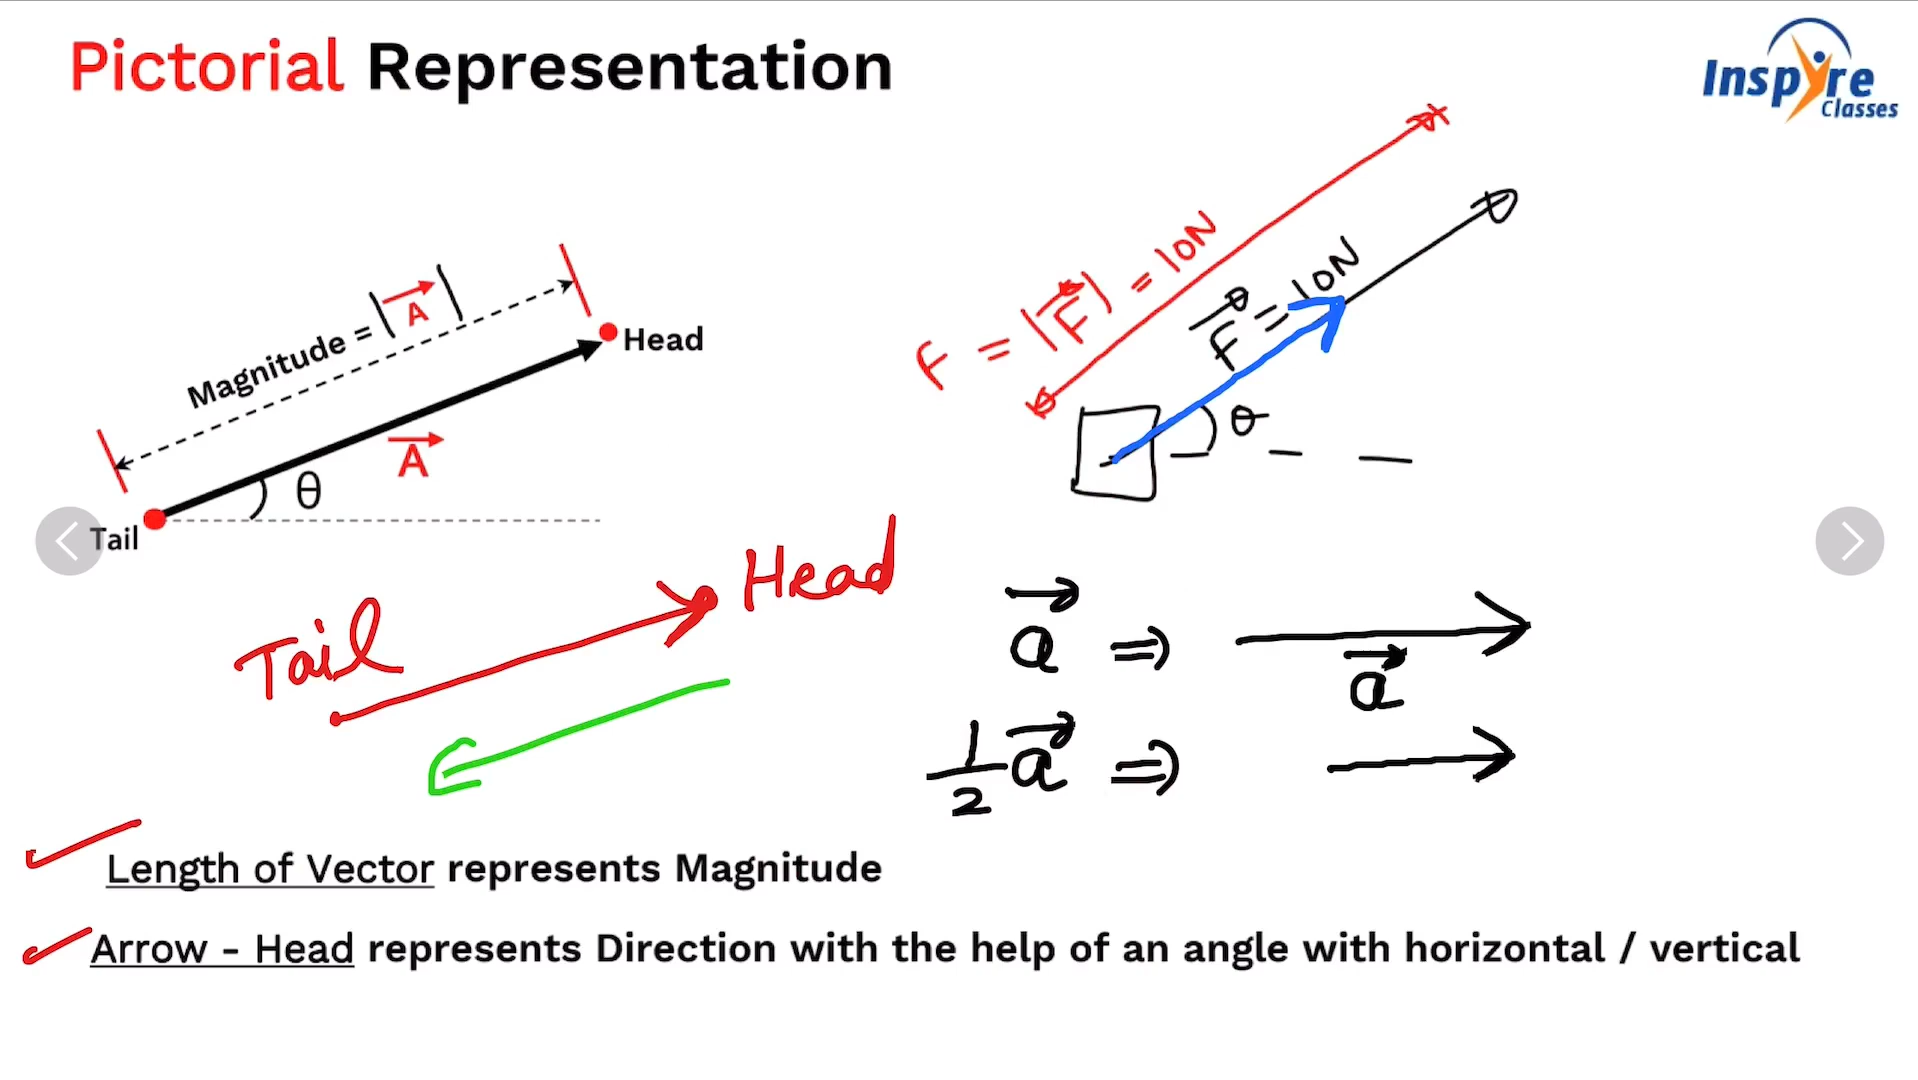 Pictorial Representation
Inspire
Classes
Magnitude = |A|
Head
A
θ
Tail
F = |F| = 10N
F = 10N
θ
Tail
Head
a ⇒
a
1/2 a ⇒
Length of Vector represents Magnitude
Arrow - Head represents Direction with the help of an angle with horizontal / vertical